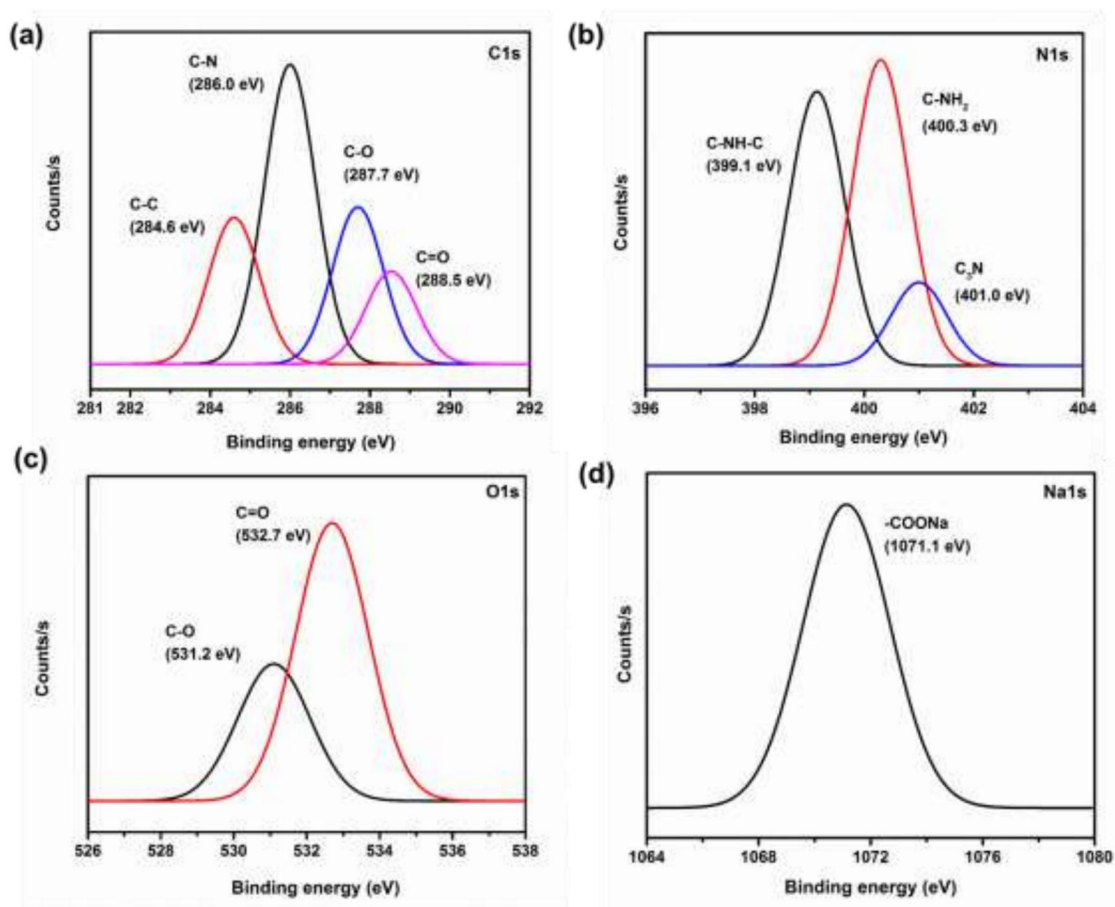 (a)
C1s
C-N
(286.0 eV)
C-O
(287.7 eV)
C-C
(284.6 eV)
C=O
(288.5 eV)
Counts/s
281 282 284 286 288 290 292
Binding energy (eV)
(b)
N1s
C-NH₂
(400.3 eV)
C-NH-C
(399.1 eV)
C₃N
(401.0 eV)
Counts/s
396 398 400 402 404
Binding energy (eV)
(c)
O1s
C=O
(532.7 eV)
C-O
(531.2 eV)
Counts/s
526 528 530 532 534 536 538
Binding energy (eV)
(d)
Na1s
-COONa
(1071.1 eV)
Counts/s
1064 1068 1072 1076 1080
Binding energy (eV)